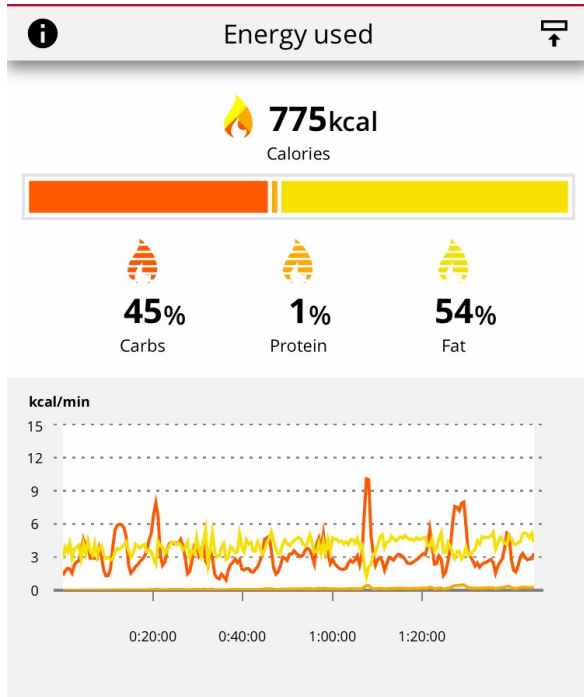 Energy used
775kcal
Calories
45% 1% 54%
Carbs Protein Fat
kcal/min
15
12
9
6
3
0
0:20:00 0:40:00 1:00:00 1:20:00